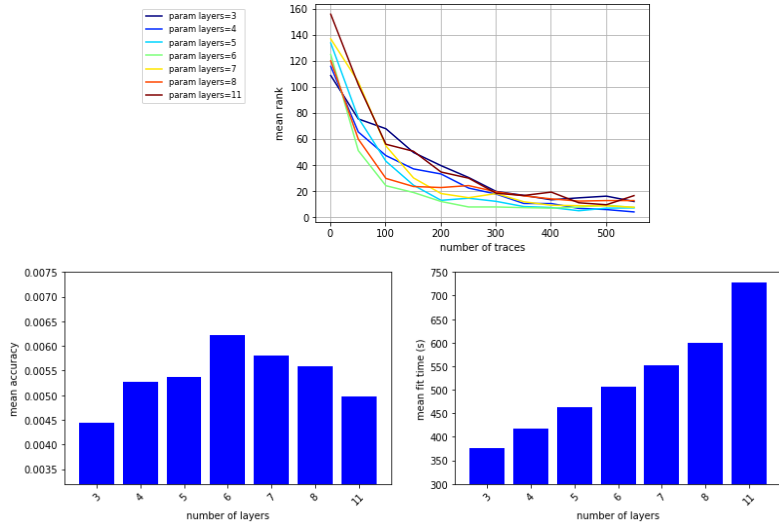 param layers=3
param layers=4
param layers=5
param layers=6
param layers=7
param layers=8
param layers=11
160
140
120
100
80
60
40
20
0
mean rank
0 100 200 300 400 500
number of traces
0.0075
0.0070
0.0065
0.0060
0.0055
0.0050
0.0045
0.0040
0.0035
mean accuracy
3 4 5 6 7 8 11
number of layers
750
700
650
600
550
500
450
400
350
300
mean fit time (s)
3 4 5 6 7 8 11
number of layers